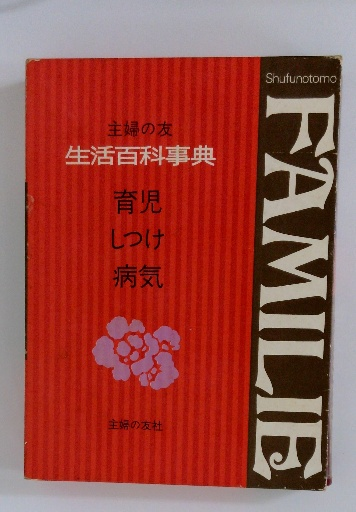 主婦の友
生活百科事典
育児
しつけ
病気
主婦の友社
Shufunotomo
FAMILIE